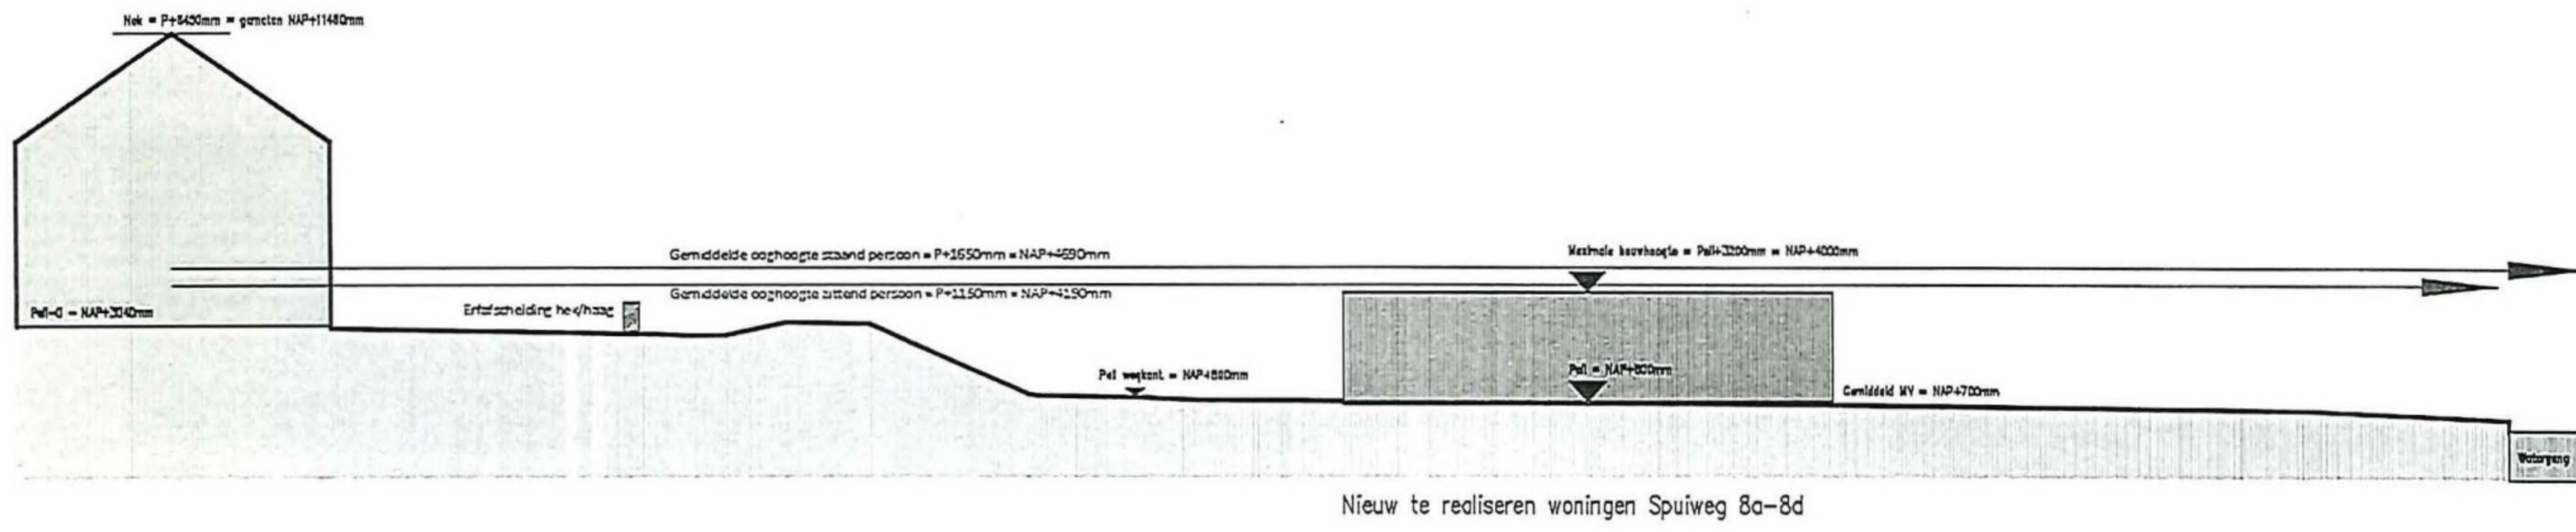 Nok = P+8450mm = gemeten NAP+11480mm
Gemiddelde ooghoogte staand persoon = P+1650mm = NAP+4690mm
Maximale bouwhoogte = Peil+3200mm = NAP+4000mm
Gemiddelde ooghoogte zittend persoon = P+1150mm = NAP+4190mm
Peil=0 = NAP+3040mm
Erfafscheiding hek/haag
Peil wegkant = NAP+890mm
Peil = NAP+800mm
Gemiddeld MV = NAP+700mm
Watergang
Nieuw te realiseren woningen Spuiweg 8a-8d